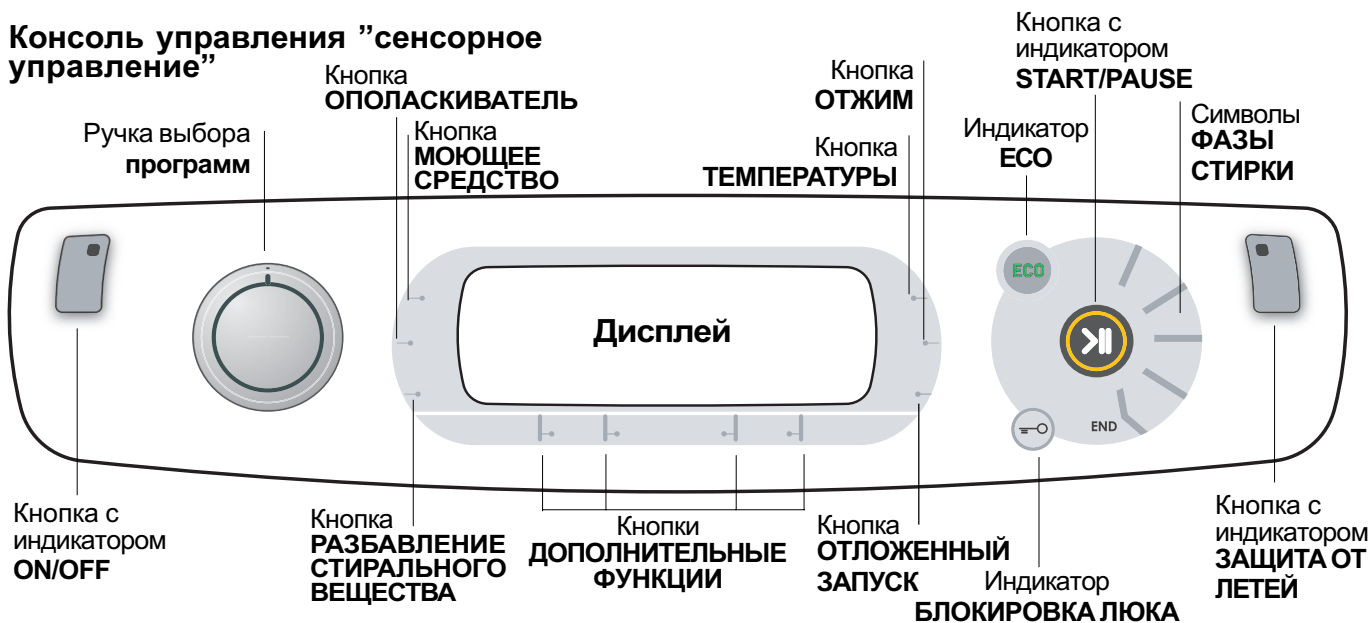 Консоль управления ”сенсорное
управление”
Кнопка
ОПОЛАСКИВАТЕЛЬ
Ручка выбора
программ
Кнопка
МОЮЩЕЕ
СРЕДСТВО
Кнопка
ОТЖИМ
Кнопка
ТЕМПЕРАТУРЫ
Кнопка с
индикатором
START/PAUSE
Индикатор
ECO
Символы
ФАЗЫ
СТИРКИ
Дисплей
ECO
END
Кнопка с
индикатором
ON/OFF
Кнопка
РАЗБАВЛЕНИЕ
СТИРАЛЬНОГО
ВЕЩЕСТВА
Кнопки
ДОПОЛНИТЕЛЬНЫЕ
ФУНКЦИИ
Кнопка
ОТЛОЖЕННЫЙ
ЗАПУСК
Индикатор
БЛОКИРОВКА ЛЮКА
Кнопка с
индикатором
ЗАЩИТА ОТ
ЛЕТЕЙ